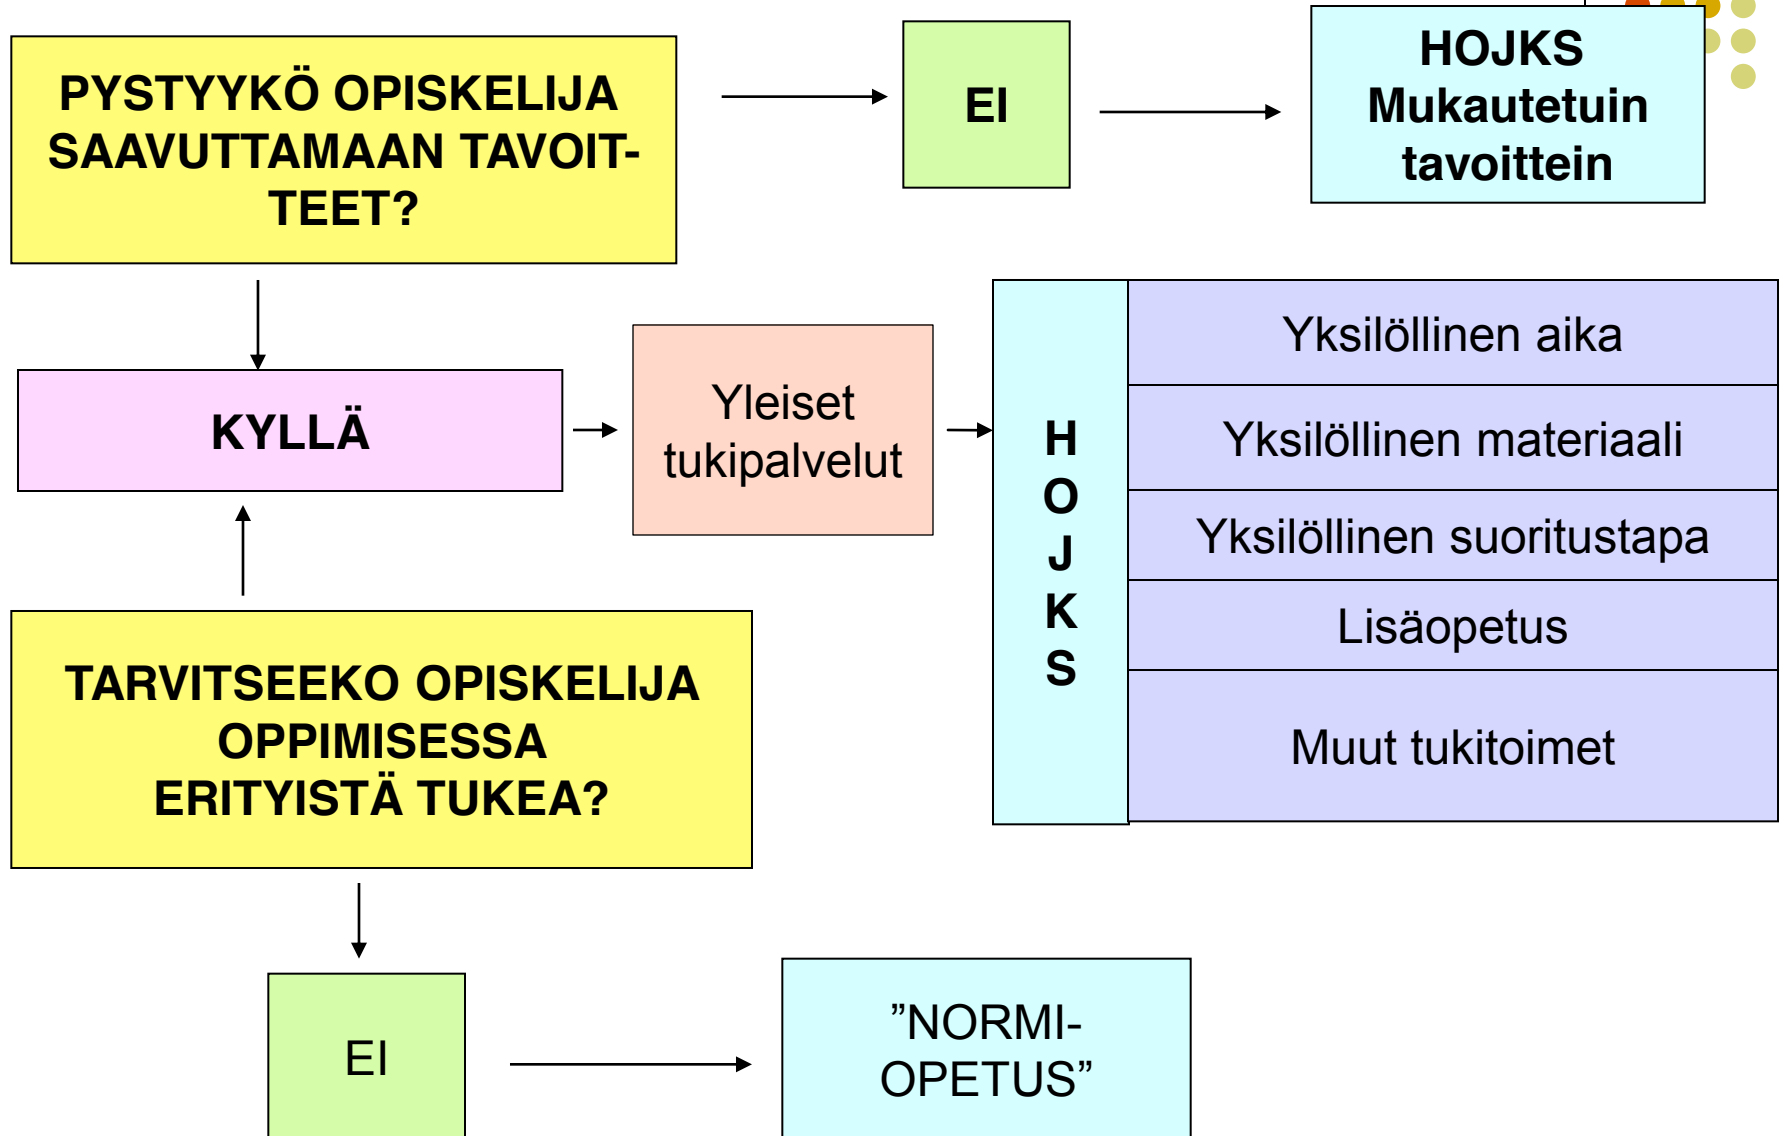 PYSTYYKÖ OPISKELIJA
SAAVUTTAMAAN TAVOIT-
TEET?
EI
HOJKS
Mukautetuin
tavoittein
KYLLÄ
Yleiset
tukipalvelut
H
O
J
K
S
Yksilöllinen aika
Yksilöllinen materiaali
Yksilöllinen suoritustapa
Lisäopetus
Muut tukitoimet
TARVITSEEKO OPISKELIJA
OPPIMISESSA
ERITYISTÄ TUKEA?
EI
”NORMI-
OPETUS”